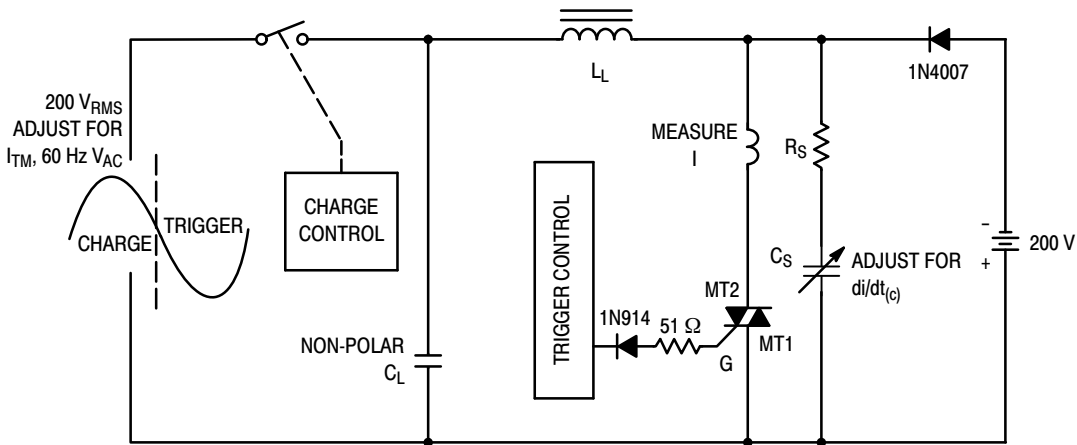 200 VRMS
ADJUST FOR
ITM, 60 Hz VAC
CHARGE
TRIGGER
CHARGE
CONTROL
NON-POLAR
CL
LL
TRIGGER CONTROL
MEASURE
I
1N914
51 Ω
G
MT2
MT1
RS
CS
ADJUST FOR
di/dt(c)
1N4007
-
+
200 V